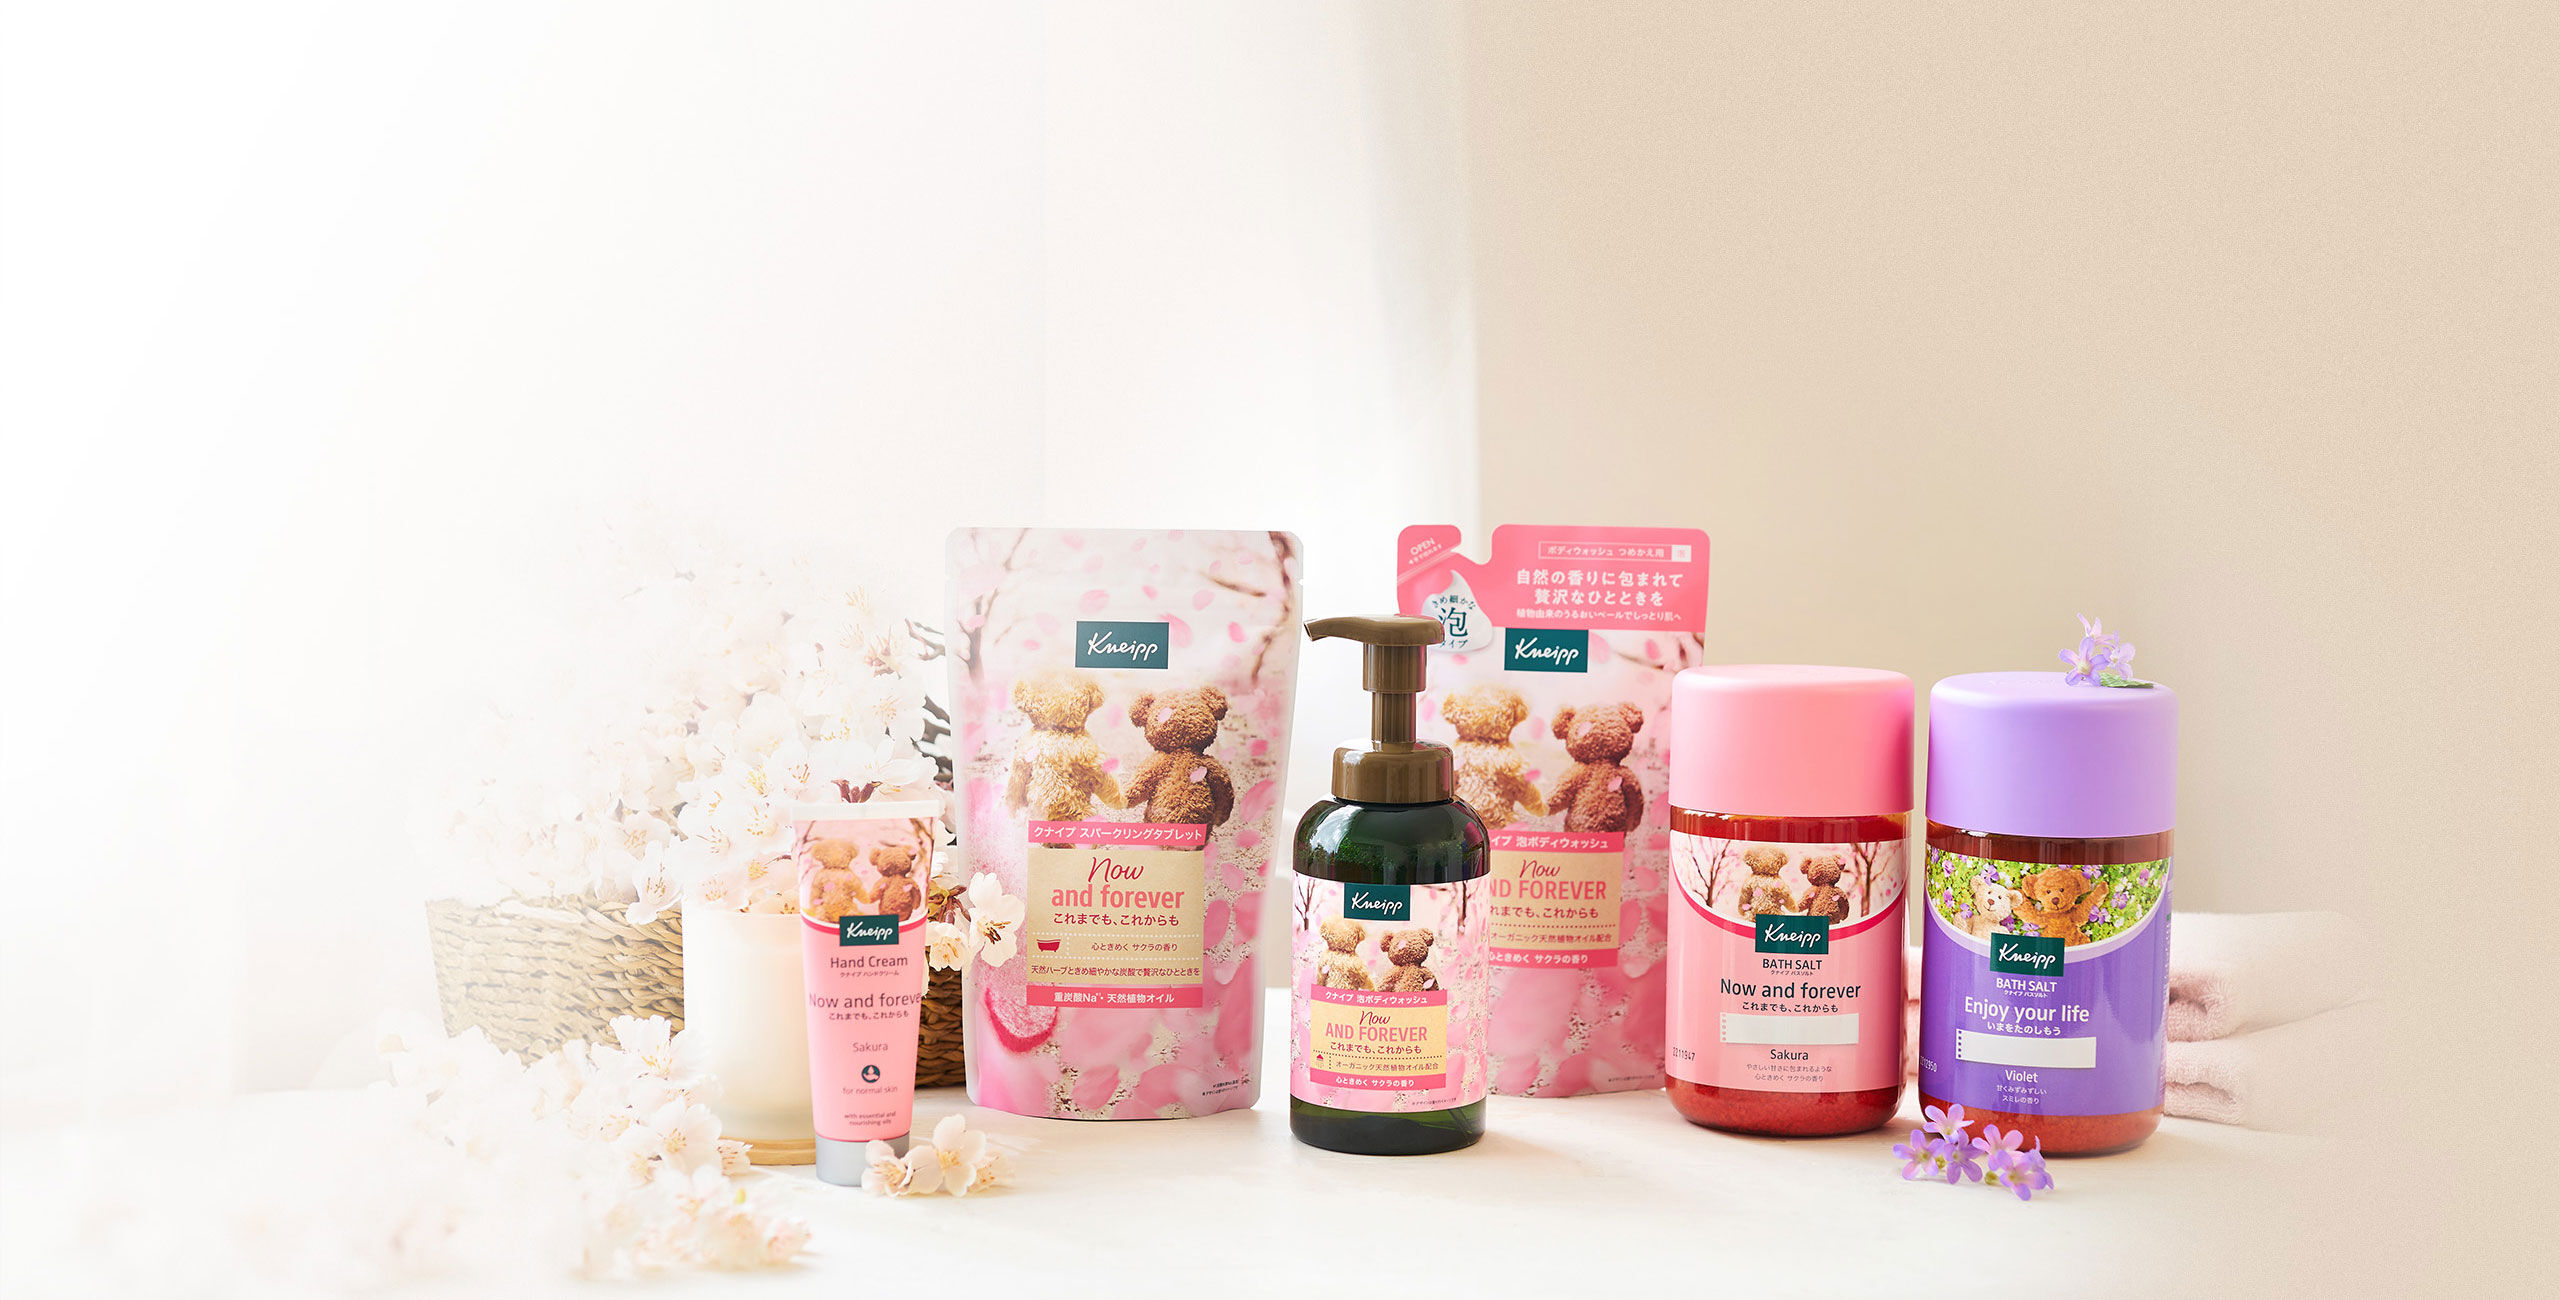 Kneipp
Hand Cream
クナイプ ハンドクリーム
Now and forever
これまでも、これからも
Sakura
for normal skin
with essential and
nourishing oils
Kneipp
クナイプ スパークリングタブレット
Now
and forever
これまでも、これからも
心ときめく サクラの香り
天然ハーブときめ細やかな炭酸で贅沢なひとときを
重炭酸Na・天然植物オイル
Kneipp
クナイプ 泡ボディウォッシュ
Now
AND FOREVER
これまでも、これからも
オーガニック天然植物オイル配合
心ときめく サクラの香り
OPEN
ボディウォッシュ つめかえ用 泡
自然の香りに包まれて
贅沢なひとときを
植物由来のうるおいベールでしっとり肌へ
きめ細かな
泡
イプ
Kneipp
イプ 泡ボディウォッシュ
Now
ND FOREVER
れまでも、これからも
オーガニック天然植物オイル配合
心ときめく サクラの香り
Kneipp
BATH SALT
クナイプ バスソルト
Now and forever
これまでも、これからも
Sakura
やさしい甘さに包まれるような
心ときめく サクラの香り
2211947
Kneipp
BATH SALT
クナイプ バスソルト
Enjoy your life
いまをたのしもう
Violet
甘くみずみずしい
スミレの香り